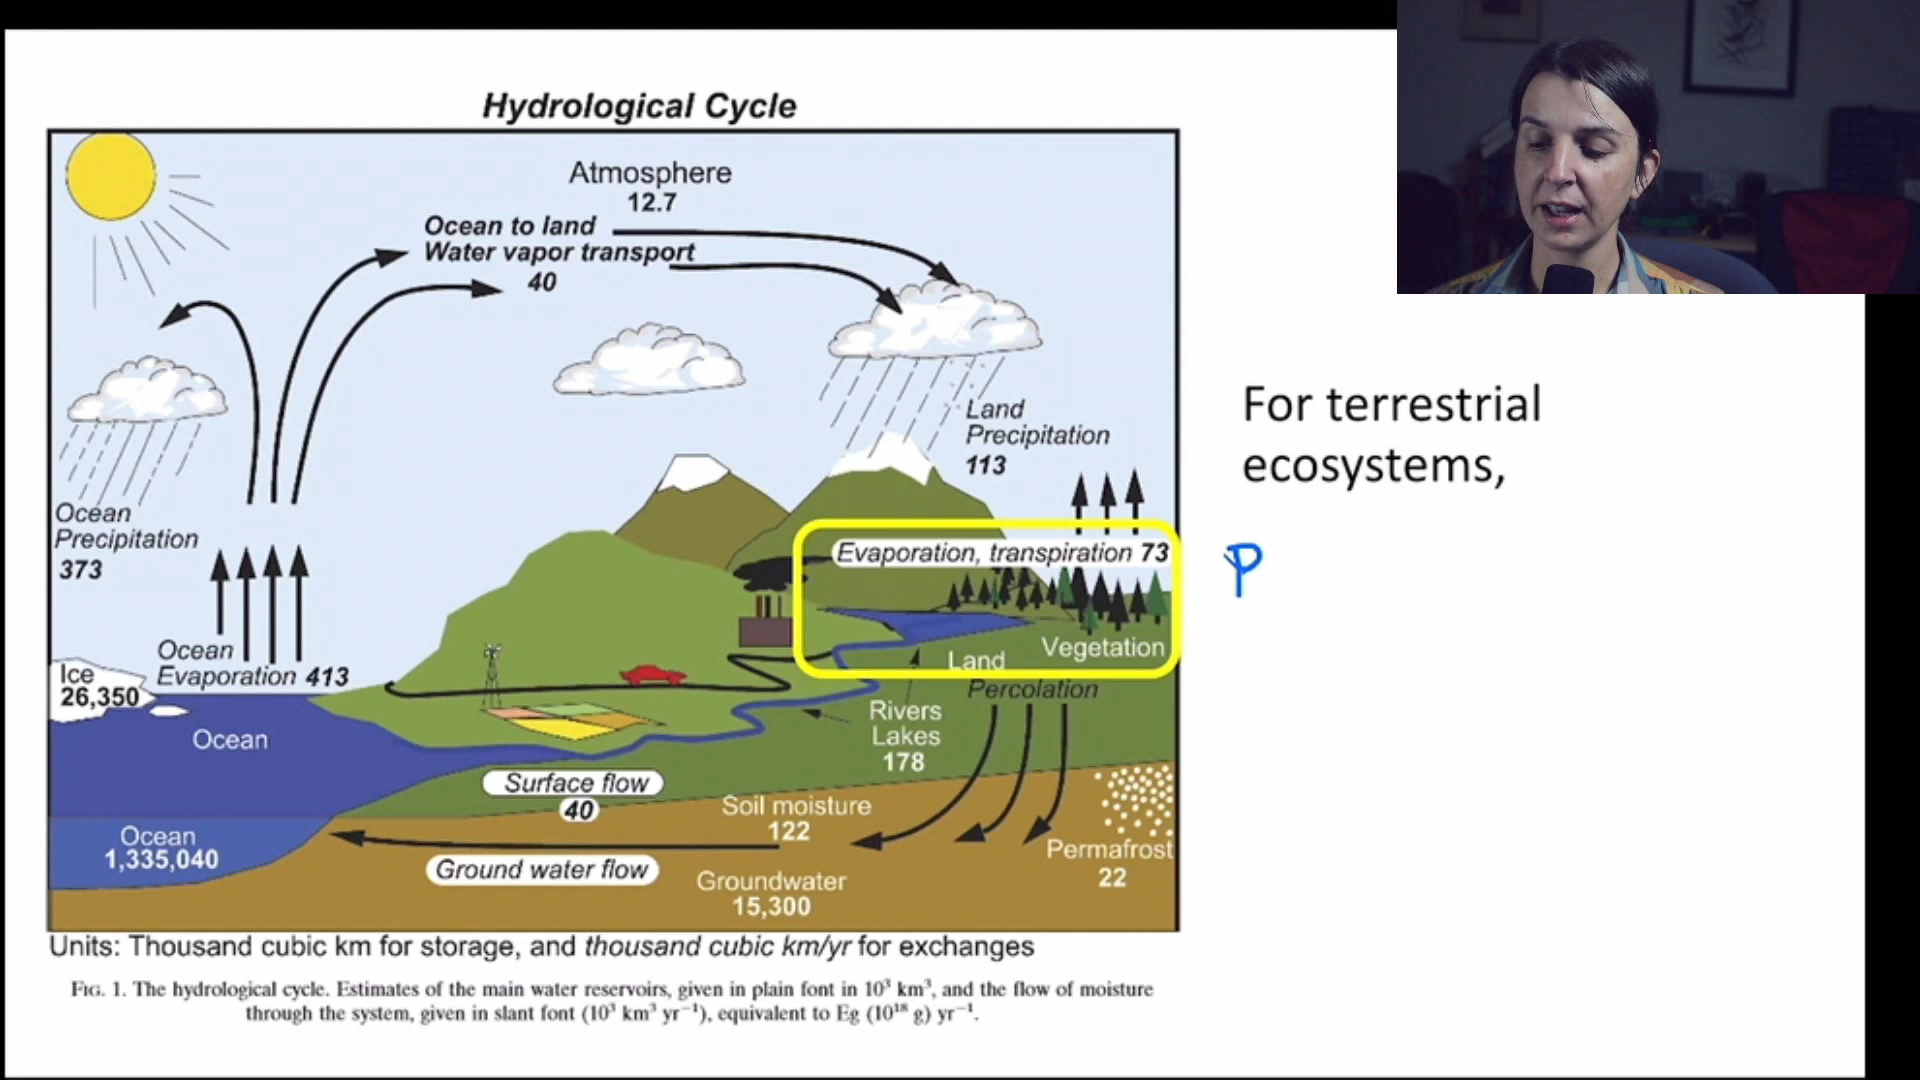 Hydrological Cycle
Atmosphere
12.7
Ocean to land
Water vapor transport
40
Land
Precipitation
113
For terrestrial
ecosystems,
P
Ocean
Precipitation
373
Evaporation, transpiration 73
Ocean
Evaporation 413
Ice
26,350
Vegetation
Land
Percolation
Rivers
Lakes
178
Ocean
Surface flow
40
Soil moisture
122
Ocean
1,335,040
Ground water flow
Groundwater
15,300
Permafrost
22
Units: Thousand cubic km for storage, and thousand cubic km/yr for exchanges
FIG. 1. The hydrological cycle. Estimates of the main water reservoirs, given in plain font in 10³ km³, and the flow of moisture
through the system, given in slant font (10³ km³ yr⁻¹), equivalent to Eg (10¹⁸ g) yr⁻¹.